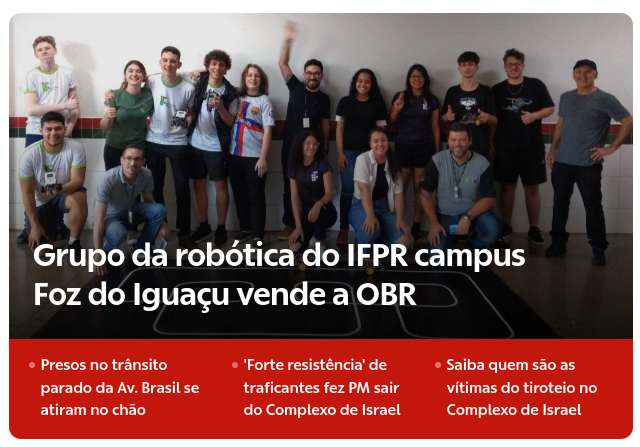 Grupo da robótica do IFPR campus
Foz do Iguaçu vende a OBR
Presos no trânsito
parado da Av. Brasil se
atiram no chão
'Forte resistência' de
traficantes fez PM sair
do Complexo de Israel
Saiba quem são as
vítimas do tiroteio no
Complexo de Israel